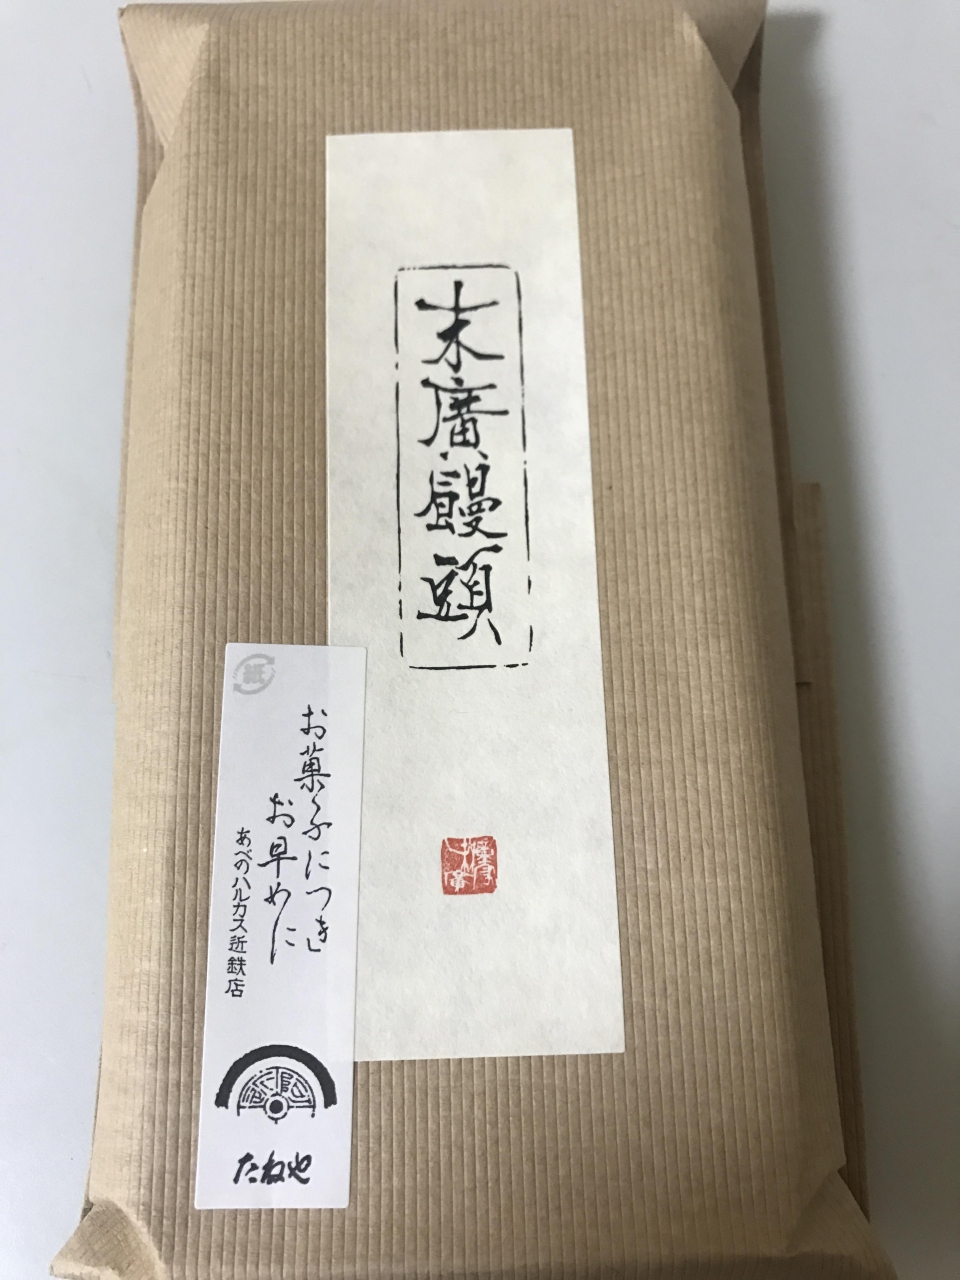 末廣饅頭
紙
お菓子につき
お早めに
あべのハルカス近鉄店
たねや